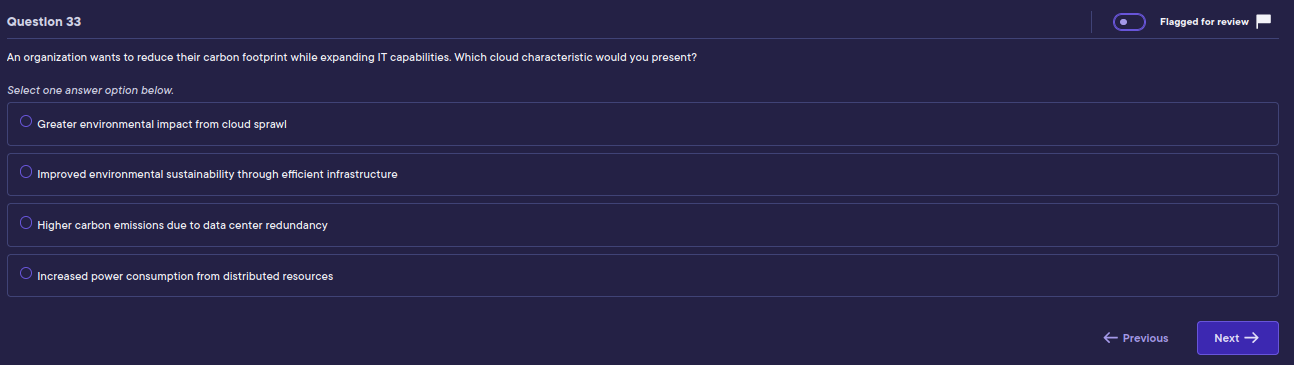 Question 33
Flagged for review
An organization wants to reduce their carbon footprint while expanding IT capabilities. Which cloud characteristic would you present?
Select one answer option below.
Greater environmental impact from cloud sprawl
Improved environmental sustainability through efficient infrastructure
Higher carbon emissions due to data center redundancy
Increased power consumption from distributed resources
Previous
Next